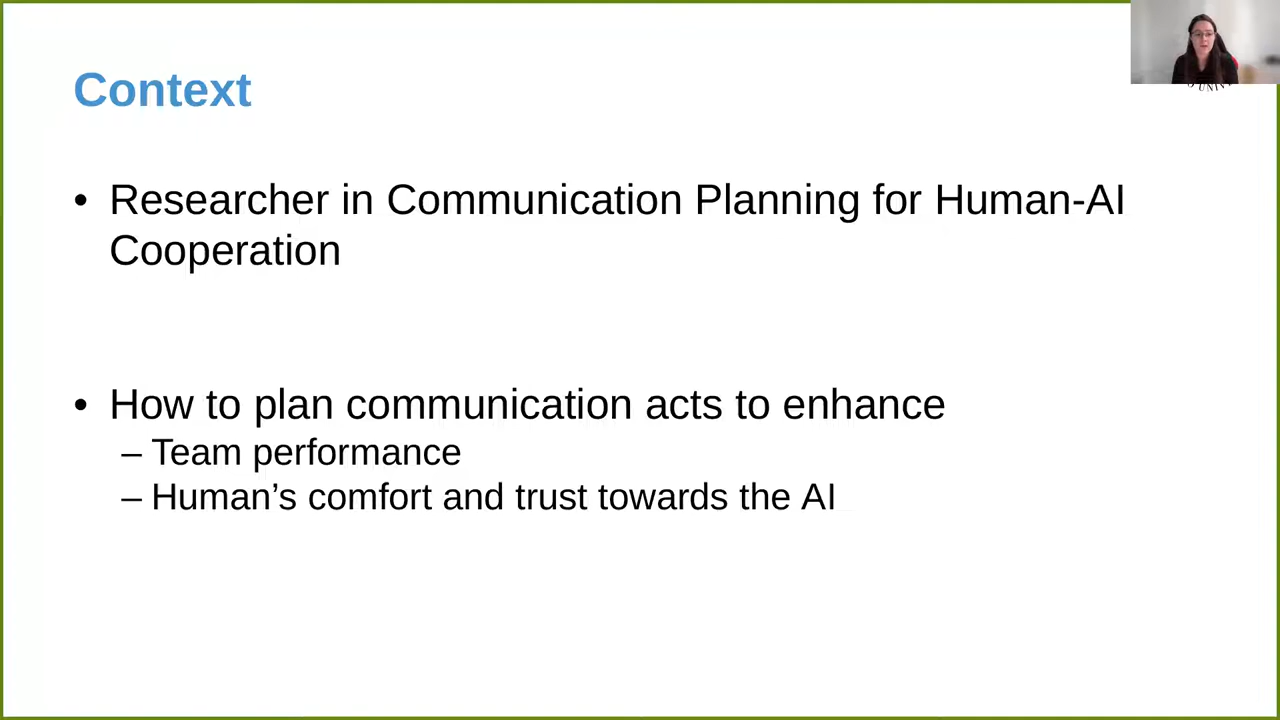 Context
• Researcher in Communication Planning for Human-AI
Cooperation
• How to plan communication acts to enhance
– Team performance
– Human’s comfort and trust towards the AI